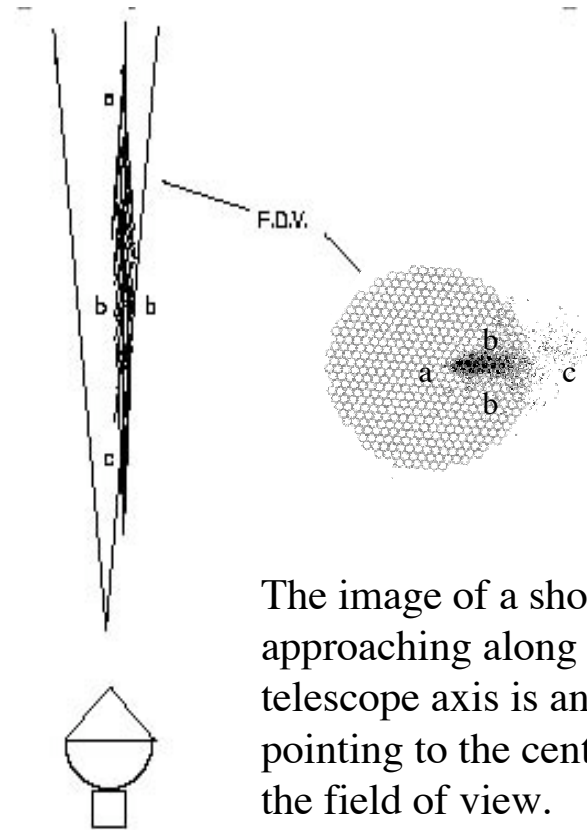 a
F.O.V.
b b
b
a c
b
c
The image of a sho
approaching along
telescope axis is an
pointing to the cent
the field of view.